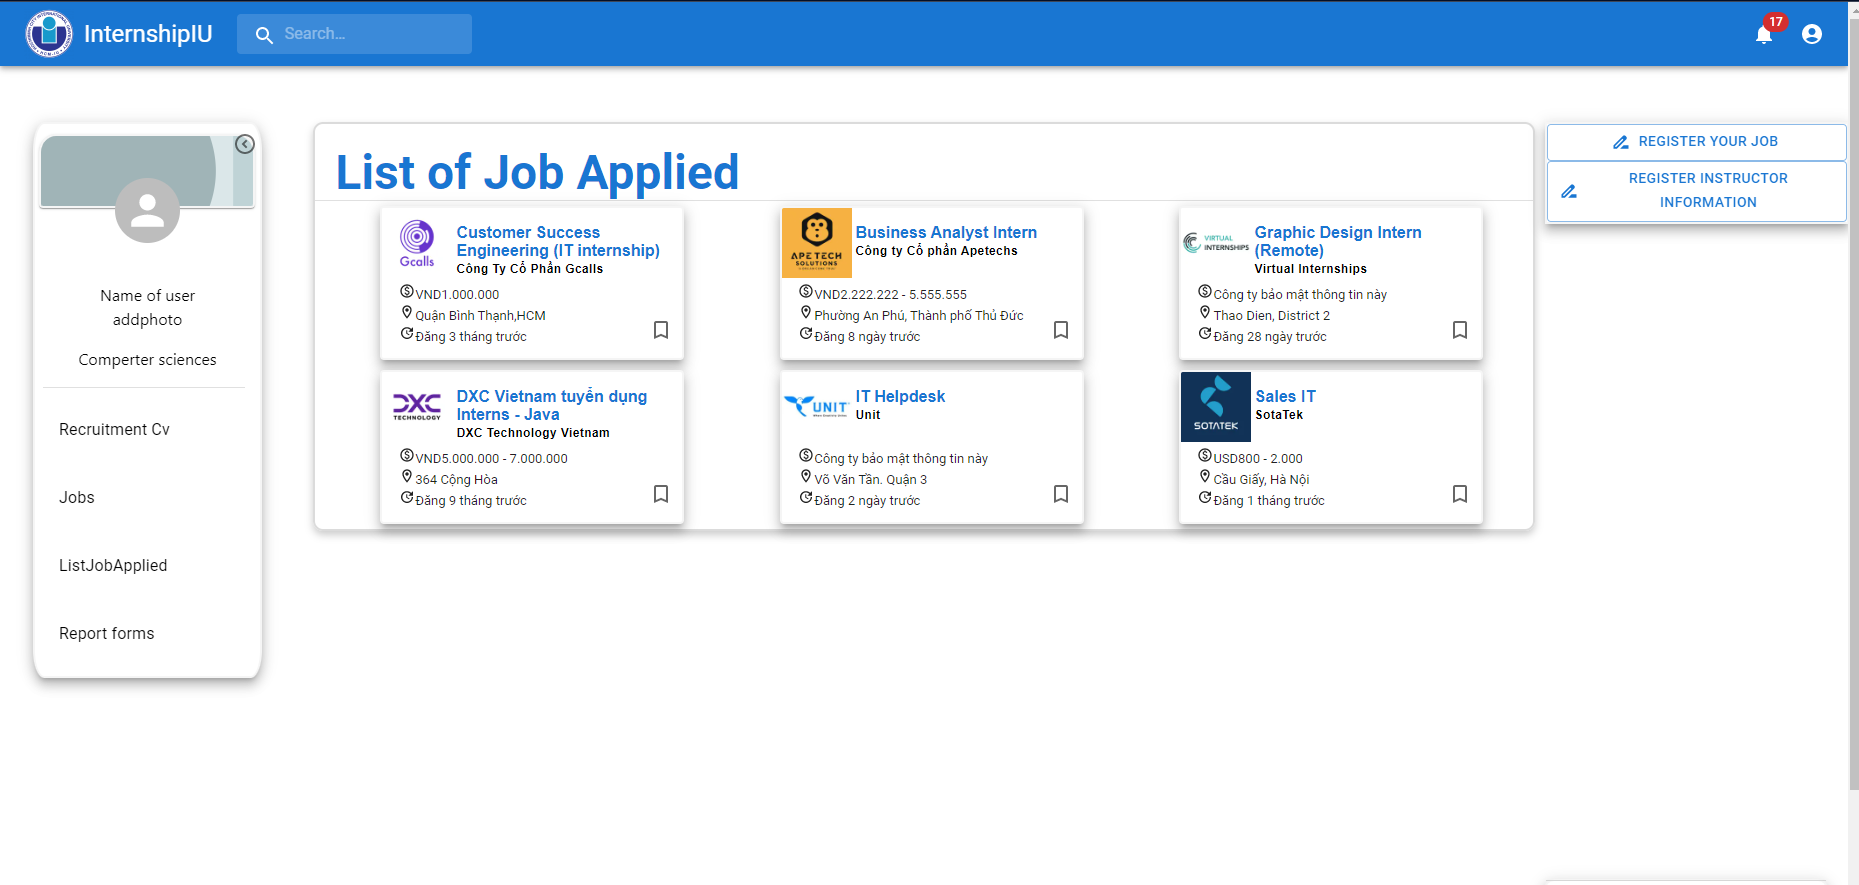 InternshipIU
Search...
17
Name of user
addphoto
Comperter sciences
Recruitment Cv
Jobs
ListJobApplied
Report forms
List of Job Applied
Gcalls
Customer Success
Engineering (IT internship)
Công Ty Cổ Phần Gcalls
VND1.000.000
Quận Bình Thạnh,HCM
Đăng 3 tháng trước
APETECH
SOLUTIONS
Business Analyst Intern
Công ty Cổ phần Apetechs
VND2.222.222 - 5.555.555
Phường An Phú, Thành phố Thủ Đức
Đăng 8 ngày trước
VIRTUAL
INTERNSHIPS
Graphic Design Intern
(Remote)
Virtual Internships
Công ty bảo mật thông tin này
Thao Dien, District 2
Đăng 28 ngày trước
DXC
TECHNOLOGY
DXC Vietnam tuyển dụng
Interns - Java
DXC Technology Vietnam
VND5.000.000 - 7.000.000
364 Cộng Hòa
Đăng 9 tháng trước
UNIT
IT Helpdesk
Unit
Công ty bảo mật thông tin này
Võ Văn Tần. Quận 3
Đăng 2 ngày trước
SOTATEK
Sales IT
SotaTek
USD800 - 2.000
Cầu Giấy, Hà Nội
Đăng 1 tháng trước
REGISTER YOUR JOB
REGISTER INSTRUCTOR
INFORMATION